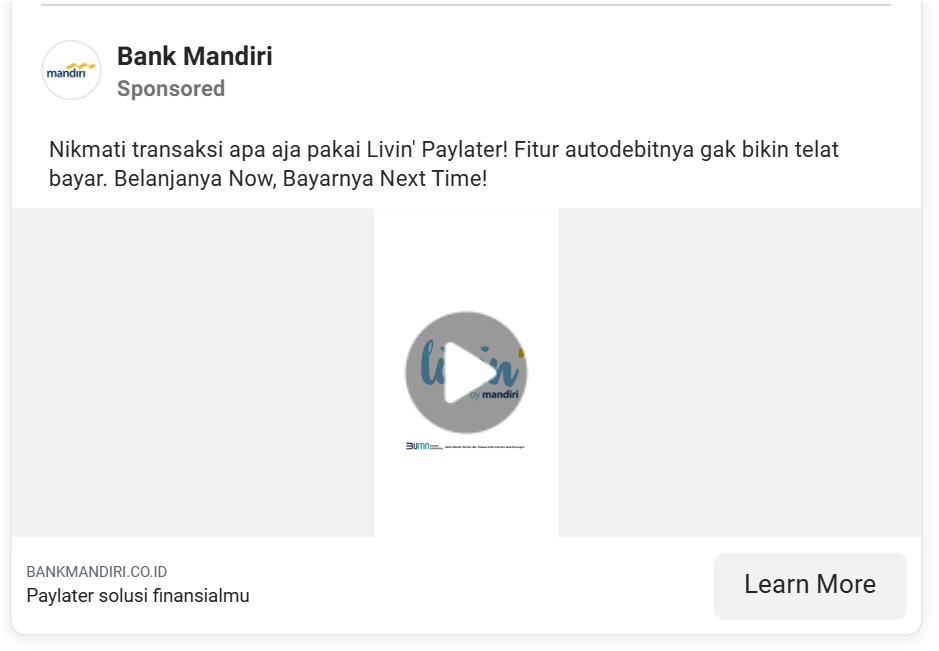 mandiri
Bank Mandiri
Sponsored
Nikmati transaksi apa aja pakai Livin' Paylater! Fitur autodebitnya gak bikin telat
bayar. Belanjanya Now, Bayarnya Next Time!
livin'
by mandiri
BUMN
BANKMANDIRI.CO.ID
Paylater solusi finansialmu
Learn More